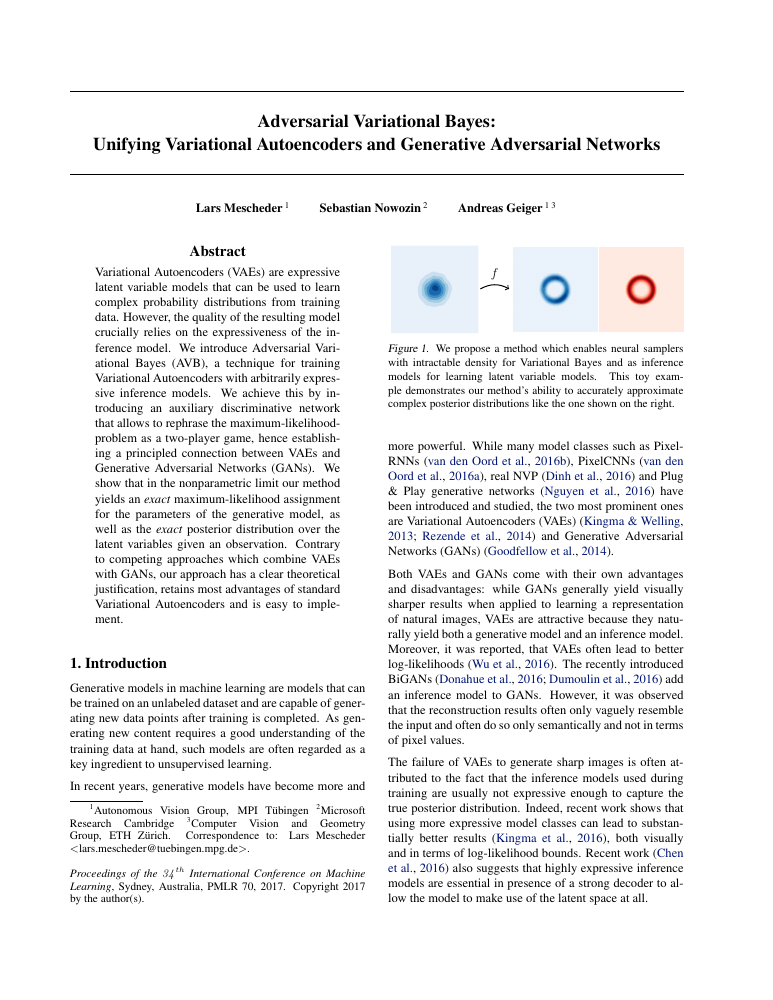 Adversarial Variational Bayes:
Unifying Variational Autoencoders and Generative Adversarial Networks
Lars Mescheder 1 Sebastian Nowozin 2 Andreas Geiger 1 3
Abstract
Variational Autoencoders (VAEs) are expressive
latent variable models that can be used to learn
complex probability distributions from training
data. However, the quality of the resulting model
crucially relies on the expressiveness of the in-
ference model. We introduce Adversarial Vari-
ational Bayes (AVB), a technique for training
Variational Autoencoders with arbitrarily expres-
sive inference models. We achieve this by in-
troducing an auxiliary discriminative network
that allows to rephrase the maximum-likelihood-
problem as a two-player game, hence establish-
ing a principled connection between VAEs and
Generative Adversarial Networks (GANs). We
show that in the nonparametric limit our method
yields an exact maximum-likelihood assignment
for the parameters of the generative model, as
well as the exact posterior distribution over the
latent variables given an observation. Contrary
to competing approaches which combine VAEs
with GANs, our approach has a clear theoretical
justification, retains most advantages of standard
Variational Autoencoders and is easy to imple-
ment.
1. Introduction
Generative models in machine learning are models that can
be trained on an unlabeled dataset and are capable of gener-
ating new data points after training is completed. As gen-
erating new content requires a good understanding of the
training data at hand, such models are often regarded as a
key ingredient to unsupervised learning.
In recent years, generative models have become more and
1Autonomous Vision Group, MPI Tübingen 2Microsoft
Research Cambridge 3Computer Vision and Geometry
Group, ETH Zürich. Correspondence to: Lars Mescheder
<lars.mescheder@tuebingen.mpg.de>.
Proceedings of the 34th International Conference on Machine
Learning, Sydney, Australia, PMLR 70, 2017. Copyright 2017
by the author(s).
f
Figure 1. We propose a method which enables neural samplers
with intractable density for Variational Bayes and as inference
models for learning latent variable models. This toy exam-
ple demonstrates our method's ability to accurately approximate
complex posterior distributions like the one shown on the right.
more powerful. While many model classes such as Pixel-
RNNs (van den Oord et al., 2016b), PixelCNNs (van den
Oord et al., 2016a), real NVP (Dinh et al., 2016) and Plug
& Play generative networks (Nguyen et al., 2016) have
been introduced and studied, the two most prominent ones
are Variational Autoencoders (VAEs) (Kingma & Welling,
2013; Rezende et al., 2014) and Generative Adversarial
Networks (GANs) (Goodfellow et al., 2014).
Both VAEs and GANs come with their own advantages
and disadvantages: while GANs generally yield visually
sharper results when applied to learning a representation
of natural images, VAEs are attractive because they natu-
rally yield both a generative model and an inference model.
Moreover, it was reported, that VAEs often lead to better
log-likelihoods (Wu et al., 2016). The recently introduced
BiGANs (Donahue et al., 2016; Dumoulin et al., 2016) add
an inference model to GANs. However, it was observed
that the reconstruction results often only vaguely resemble
the input and often do so only semantically and not in terms
of pixel values.
The failure of VAEs to generate sharp images is often at-
tributed to the fact that the inference models used during
training are usually not expressive enough to capture the
true posterior distribution. Indeed, recent work shows that
using more expressive model classes can lead to substan-
tially better results (Kingma et al., 2016), both visually
and in terms of log-likelihood bounds. Recent work (Chen
et al., 2016) also suggests that highly expressive inference
models are essential in presence of a strong decoder to al-
low the model to make use of the latent space at all.